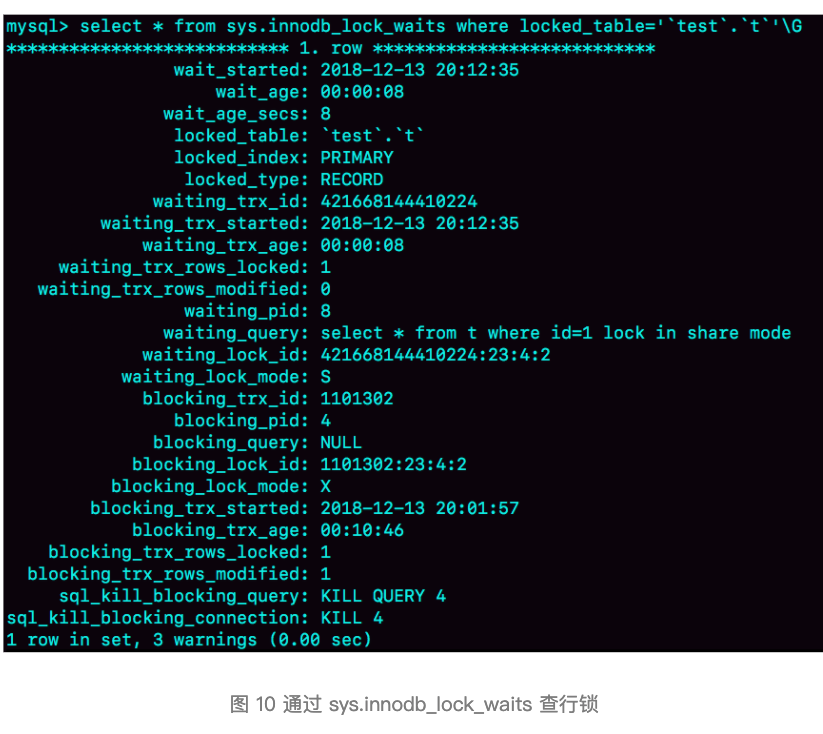 mysql> select * from sys.innodb_lock_waits where locked_table='`test`.`t`'\G
*************************** 1. row ***************************
wait_started: 2018-12-13 20:12:35
wait_age: 00:00:08
wait_age_secs: 8
locked_table: `test`.`t`
locked_index: PRIMARY
locked_type: RECORD
waiting_trx_id: 421668144410224
waiting_trx_started: 2018-12-13 20:12:35
waiting_trx_age: 00:00:08
waiting_trx_rows_locked: 1
waiting_trx_rows_modified: 0
waiting_pid: 8
waiting_query: select * from t where id=1 lock in share mode
waiting_lock_id: 421668144410224:23:4:2
waiting_lock_mode: S
blocking_trx_id: 1101302
blocking_pid: 4
blocking_query: NULL
blocking_lock_id: 1101302:23:4:2
blocking_lock_mode: X
blocking_trx_started: 2018-12-13 20:01:57
blocking_trx_age: 00:10:46
blocking_trx_rows_locked: 1
blocking_trx_rows_modified: 1
sql_kill_blocking_query: KILL QUERY 4
sql_kill_blocking_connection: KILL 4
1 row in set, 3 warnings (0.00 sec)
图 10 通过 sys.innodb_lock_waits 查行锁